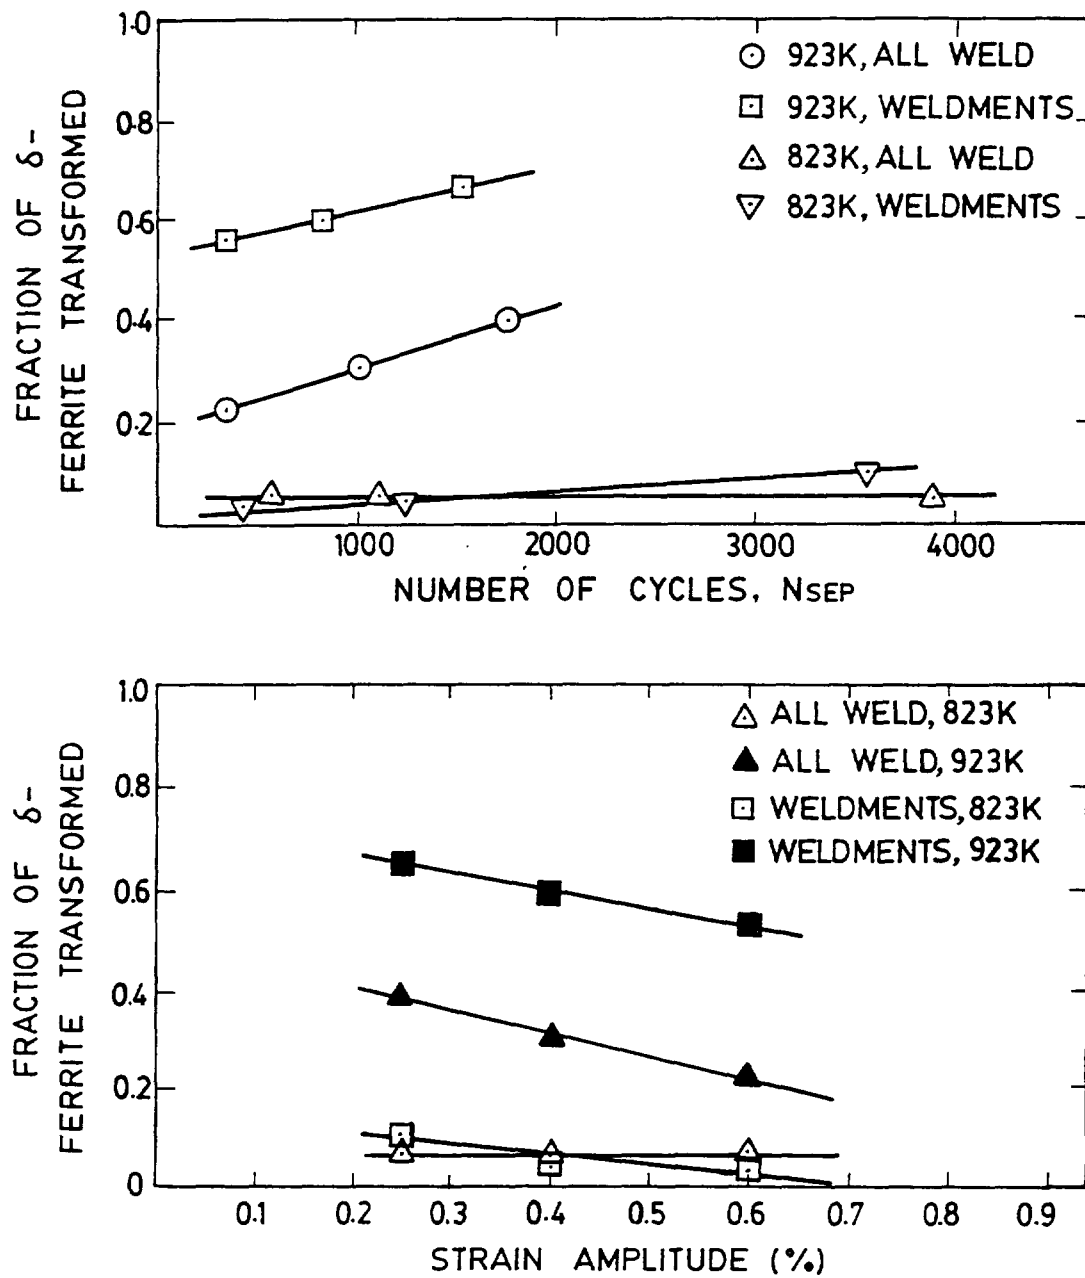 1.0
0.8
0.6
0.4
0.2
FRACTION OF δ-
FERRITE TRANSFORMED
923K, ALL WELD
923K, WELDMENTS
823K, ALL WELD
823K, WELDMENTS
1000 2000 3000 4000
NUMBER OF CYCLES, NSEP
1.0
0.8
0.6
0.4
0.2
0
FRACTION OF δ-
FERRITE TRANSFORMED
ALL WELD, 823K
ALL WELD, 923K
WELDMENTS, 823K
WELDMENTS, 923K
0.1 0.2 0.3 0.4 0.5 0.6 0.7 0.8 0.9
STRAIN AMPLITUDE (%)